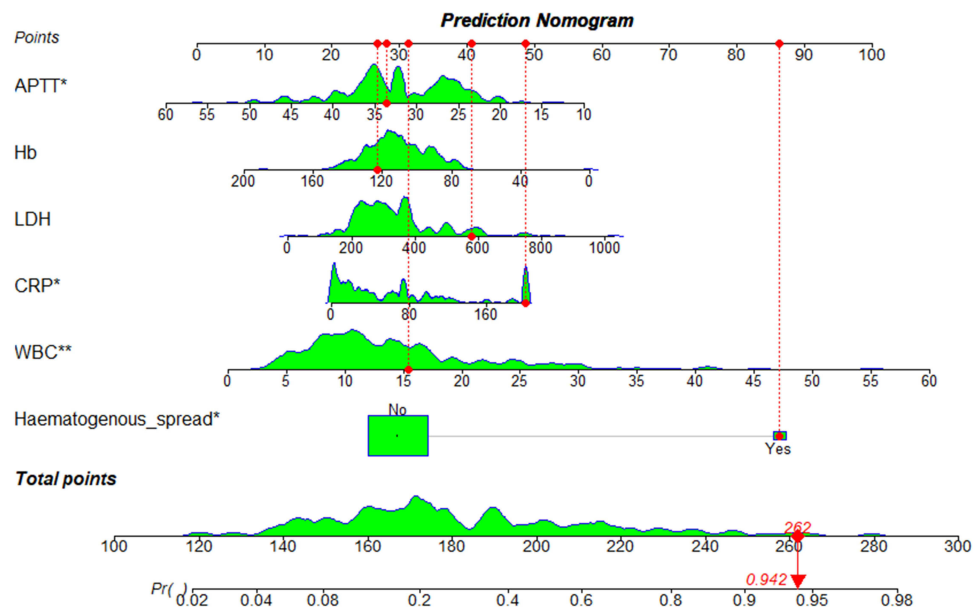 Prediction Nomogram
Points
0 10 20 30 40 50 60 70 80 90 100
APTT*
60 55 50 45 40 35 30 25 20 15 10
Hb
200 160 120 80 40 0
LDH
0 200 400 600 800 1000
CRP*
0 80 160
WBC**
0 5 10 15 20 25 30 35 40 45 50 55 60
No
Haematogenous_spread*
Yes
Total points
262
100 120 140 160 180 200 220 240 260 280 300
0.942
Pr( )
0.02 0.04 0.08 0.2 0.4 0.6 0.8 0.9 0.95 0.98